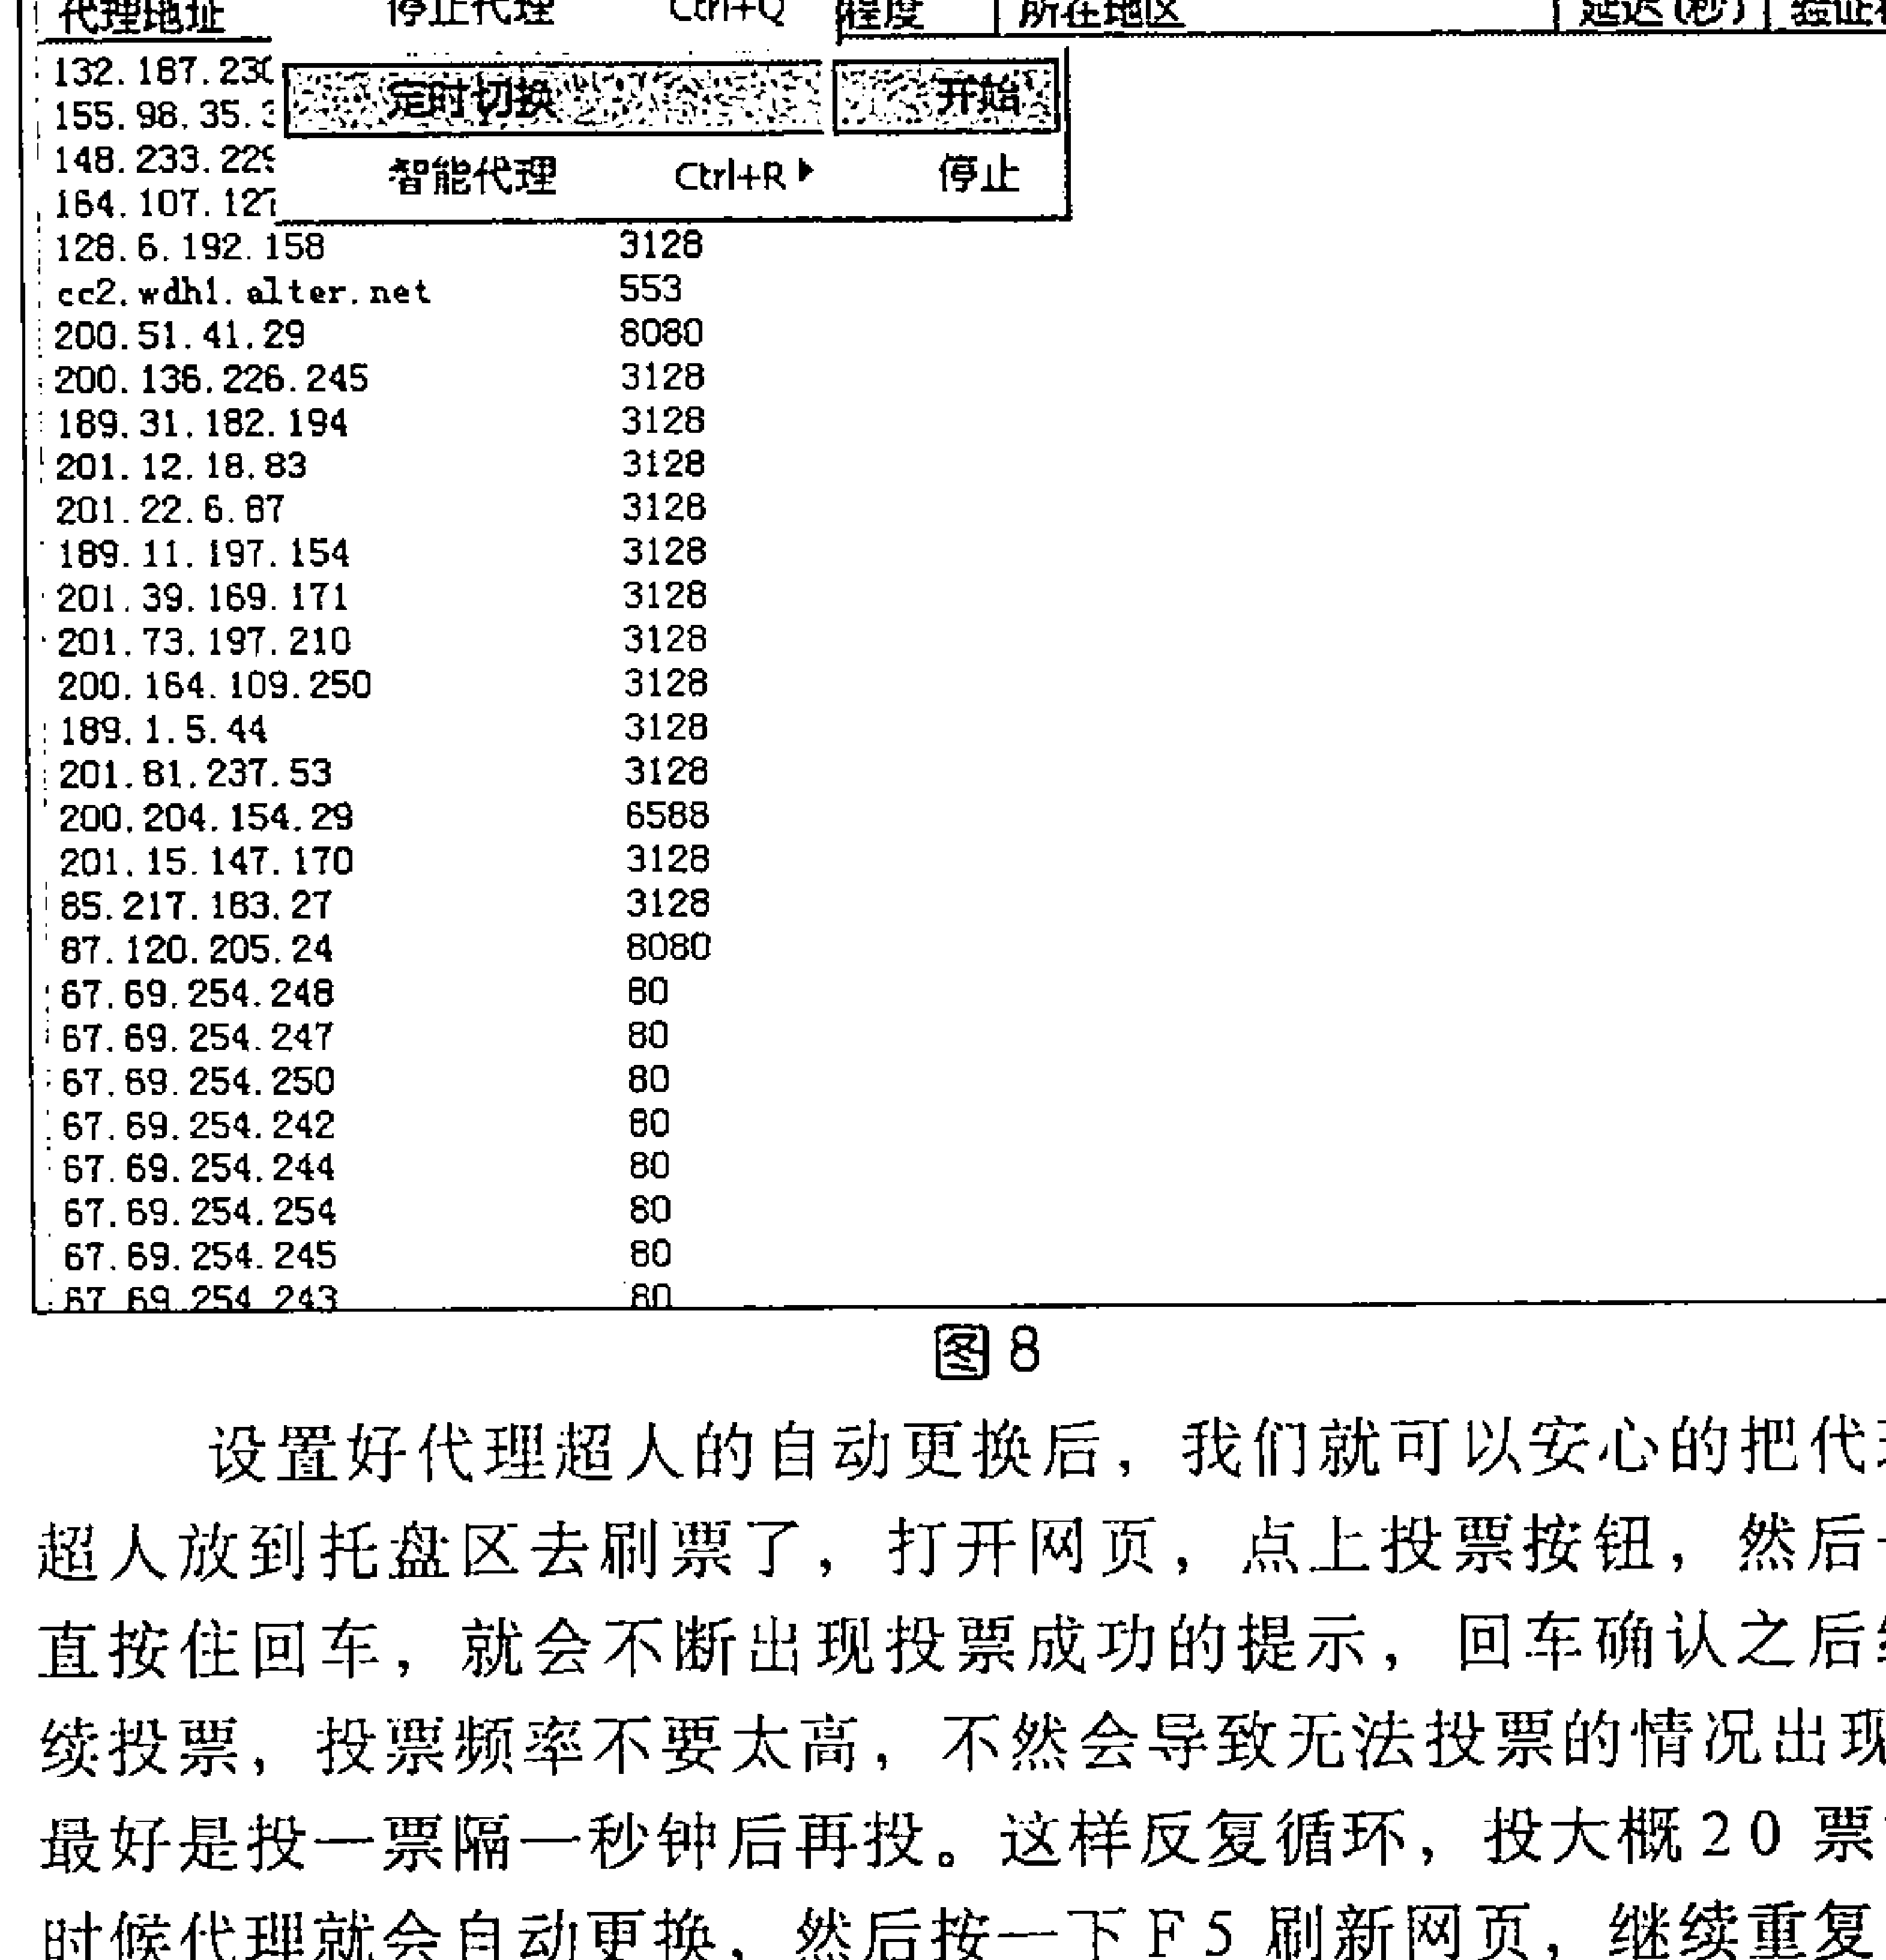 代理地址 停止代理 Ctrl+Q 程度 所在地区 延迟(秒) 验证
132.187.230
155.98.35.3
定时切换 开始
148.233.229
智能代理 Ctrl+R 停止
164.107.127
128.6.192.158 3128
cc2.wdh1.alter.net 553
200.51.41.29 8080
200.136.226.245 3128
189.31.182.194 3128
201.12.18.83 3128
201.22.6.87 3128
189.11.197.154 3128
201.39.169.171 3128
201.73.197.210 3128
200.164.109.250 3128
189.1.5.44 3128
201.81.237.53 3128
200.204.154.29 6588
201.15.147.170 3128
85.217.183.27 3128
87.120.205.24 8080
67.69.254.248 80
67.69.254.247 80
67.69.254.250 80
67.69.254.242 80
67.69.254.244 80
67.69.254.254 80
67.69.254.245 80
67.69.254.243 80
图 8
设置好代理超人的自动更换后，我们就可以安心的把代理
超人放到托盘区去刷票了，打开网页，点上投票按钮，然后一
直按住回车，就会不断出现投票成功的提示，回车确认之后继
续投票，投票频率不要太高，不然会导致无法投票的情况出现
最好是投一票隔一秒钟后再投。这样反复循环，投大概20 票
时候代理就会自动更换，然后按一下F5 刷新网页，继续重复